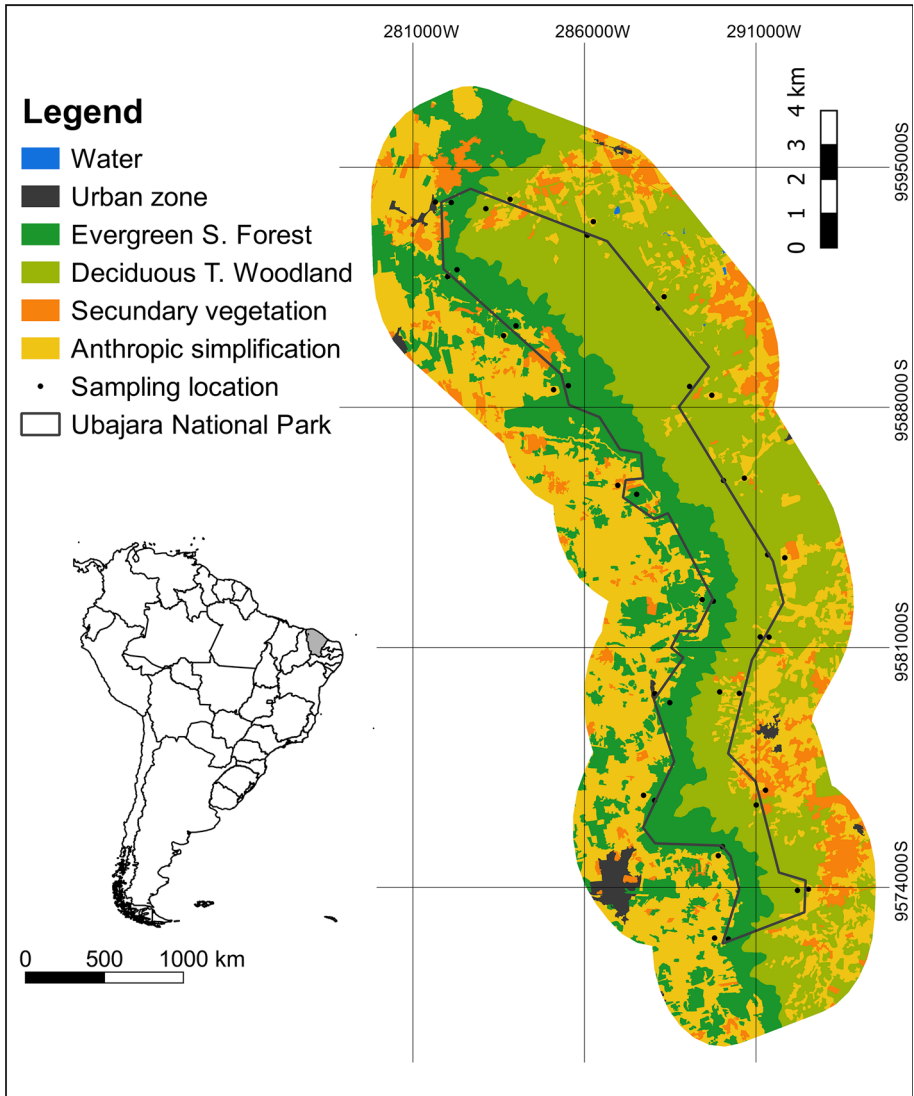 281000W 286000W 291000W
Legend
Water
Urban zone
Evergreen S. Forest
Deciduous T. Woodland
Secundary vegetation
Anthropic simplification
Sampling location
Ubajara National Park
0 1 2 3 4 km
9595000S
9588000 S
9581000S
9574000S
0 500 1000 km